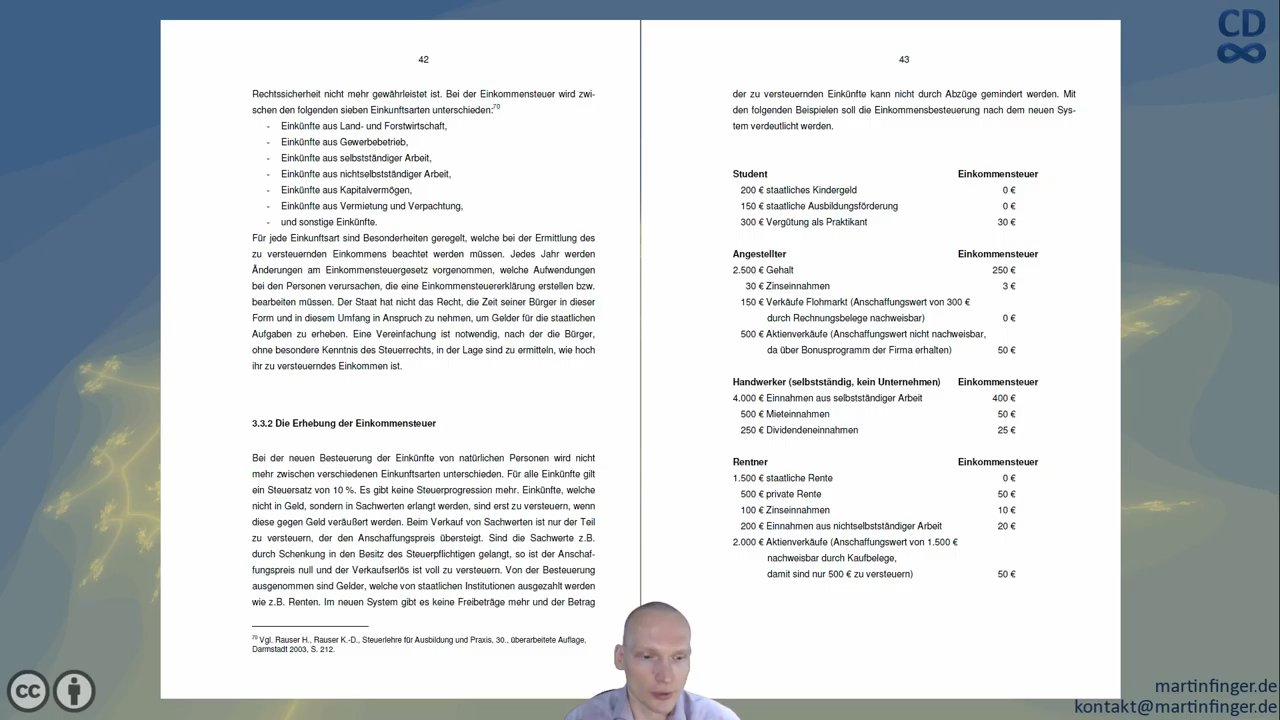 CD
42
Rechtssicherheit nicht mehr gewährleistet ist. Bei der Einkommensteuer wird zwi-
schen den folgenden sieben Einkunftsarten unterschieden:70
- Einkünfte aus Land- und Forstwirtschaft,
- Einkünfte aus Gewerbebetrieb,
- Einkünfte aus selbstständiger Arbeit,
- Einkünfte aus nichtselbstständiger Arbeit,
- Einkünfte aus Kapitalvermögen,
- Einkünfte aus Vermietung und Verpachtung,
- und sonstige Einkünfte.
Für jede Einkunftsart sind Besonderheiten geregelt, welche bei der Ermittlung des
zu versteuernden Einkommens beachtet werden müssen. Jedes Jahr werden
Änderungen am Einkommensteuergesetz vorgenommen, welche Aufwendungen
bei den Personen verursachen, die eine Einkommensteuererklärung erstellen bzw.
bearbeiten müssen. Der Staat hat nicht das Recht, die Zeit seiner Bürger in dieser
Form und in diesem Umfang in Anspruch zu nehmen, um Gelder für die staatlichen
Aufgaben zu erheben. Eine Vereinfachung ist notwendig, nach der die Bürger,
ohne besondere Kenntnis des Steuerrechts, in der Lage sind zu ermitteln, wie hoch
ihr zu versteuerndes Einkommen ist.
3.3.2 Die Erhebung der Einkommensteuer
Bei der neuen Besteuerung der Einkünfte von natürlichen Personen wird nicht
mehr zwischen verschiedenen Einkunftsarten unterschieden. Für alle Einkünfte gilt
ein Steuersatz von 10 %. Es gibt keine Steuerprogression mehr. Einkünfte, welche
nicht in Geld, sondern in Sachwerten erlangt werden, sind erst zu versteuern, wenn
diese gegen Geld veräußert werden. Beim Verkauf von Sachwerten ist nur der Teil
zu versteuern, der den Anschaffungspreis übersteigt. Sind die Sachwerte z.B.
durch Schenkung in den Besitz des Steuerpflichtigen gelangt, so ist der Anschaf-
fungspreis null und der Verkaufserlös ist voll zu versteuern. Von der Besteuerung
ausgenommen sind Gelder, welche von staatlichen Institutionen ausgezahlt werden
wie z.B. Renten. Im neuen System gibt es keine Freibeträge mehr und der Betrag
70 Vgl. Rauser H., Rauser K.-D., Steuerlehre für Ausbildung und Praxis, 30., überarbeitete Auflage,
Darmstadt 2003, S. 212.
43
der zu versteuernden Einkünfte kann nicht durch Abzüge gemindert werden. Mit
den folgenden Beispielen soll die Einkommensbesteuerung nach dem neuen Sys-
tem verdeutlicht werden.
Student Einkommensteuer
200 € staatliches Kindergeld 0 €
150 € staatliche Ausbildungsförderung 0 €
300 € Vergütung als Praktikant 30 €
Angestellter Einkommensteuer
2.500 € Gehalt 250 €
30 € Zinseinnahmen 3 €
150 € Verkäufe Flohmarkt (Anschaffungswert von 300 €
durch Rechnungsbelege nachweisbar) 0 €
500 € Aktienverkäufe (Anschaffungswert nicht nachweisbar,
da über Bonusprogramm der Firma erhalten) 50 €
Handwerker (selbstständig, kein Unternehmen) Einkommensteuer
4.000 € Einnahmen aus selbstständiger Arbeit 400 €
500 € Mieteinnahmen 50 €
250 € Dividendeneinnahmen 25 €
Rentner Einkommensteuer
1.500 € staatliche Rente 0 €
500 € private Rente 50 €
100 € Zinseinnahmen 10 €
200 € Einnahmen aus nichtselbstständiger Arbeit 20 €
2.000 € Aktienverkäufe (Anschaffungswert von 1.500 €
nachweisbar durch Kaufbelege,
damit sind nur 500 € zu versteuern) 50 €
cc
martinfinger.de
kontakt@martinfinger.de